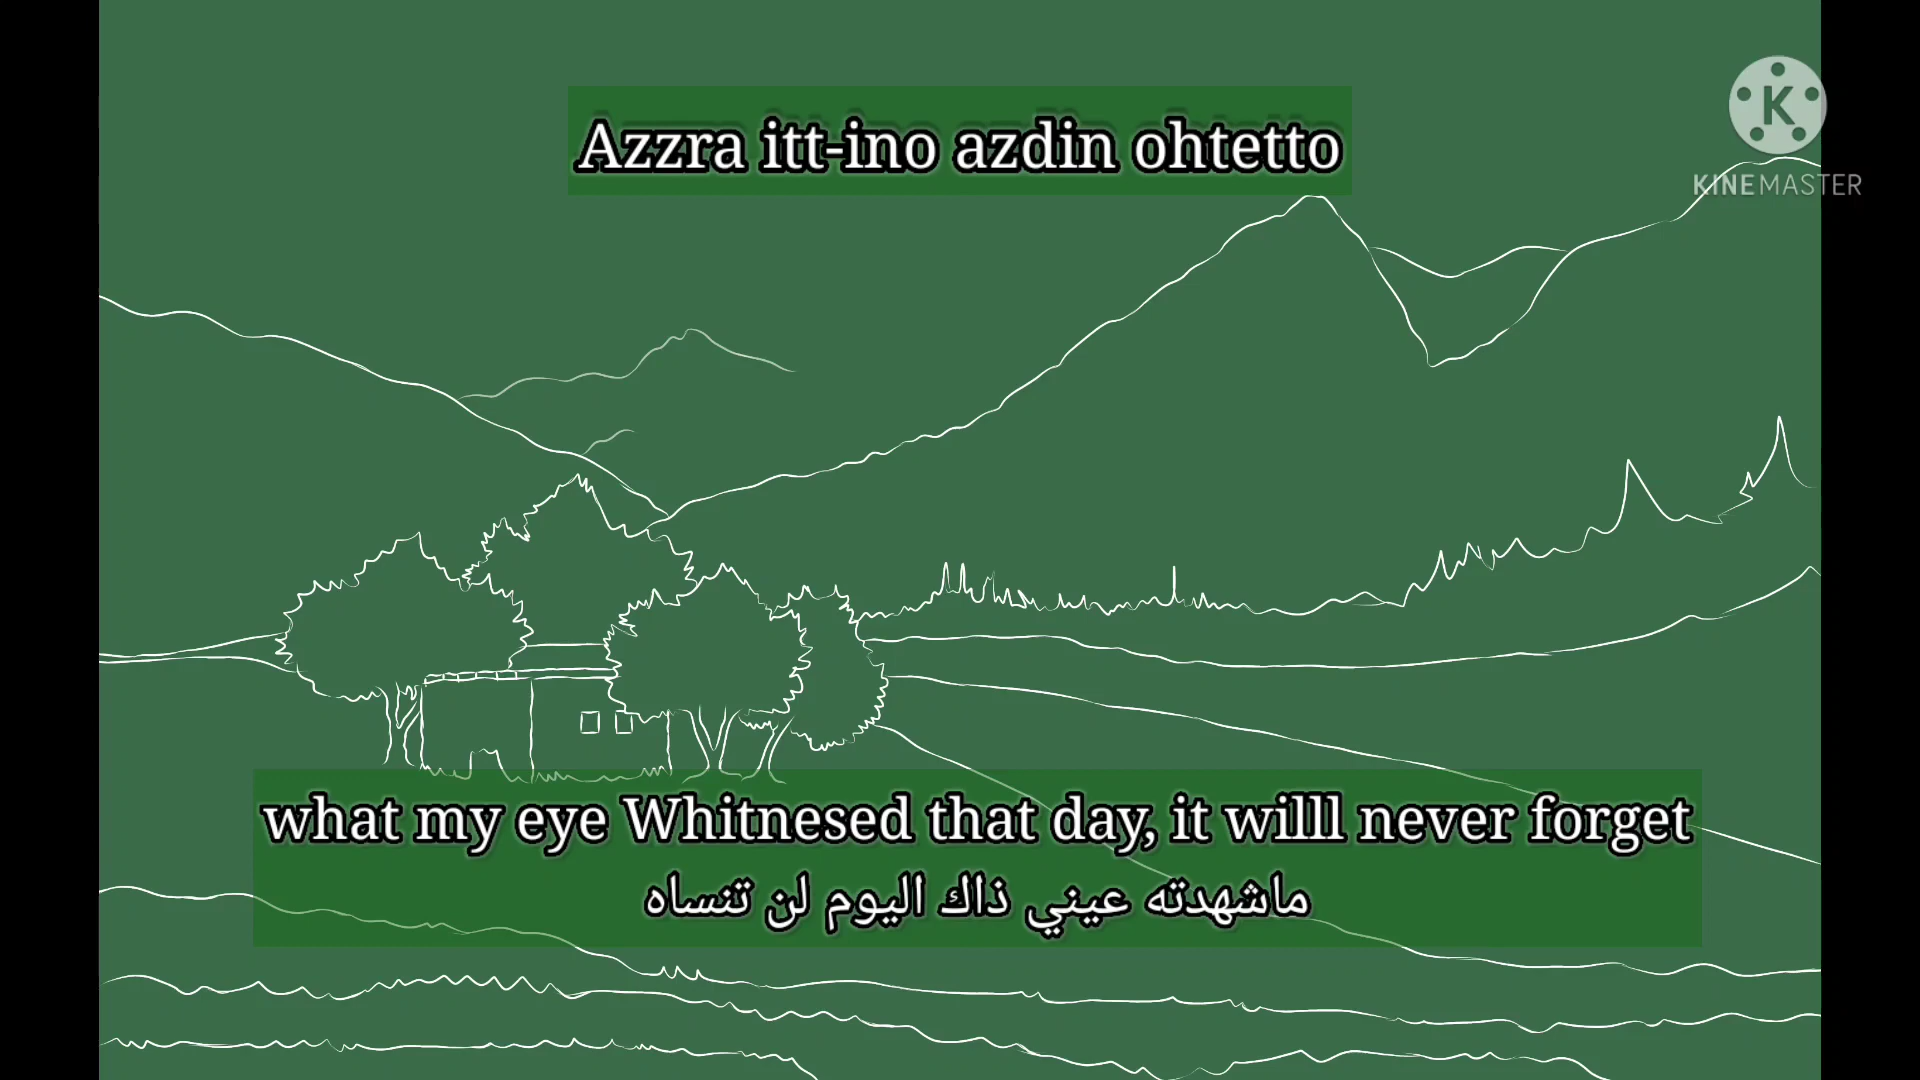 Azzra itt-ino azdin ohtetto
KINEMASTER
what my eye Whitnesed that day, it willl never forget
ماشهدته عيني ذاك اليوم لن تنساه